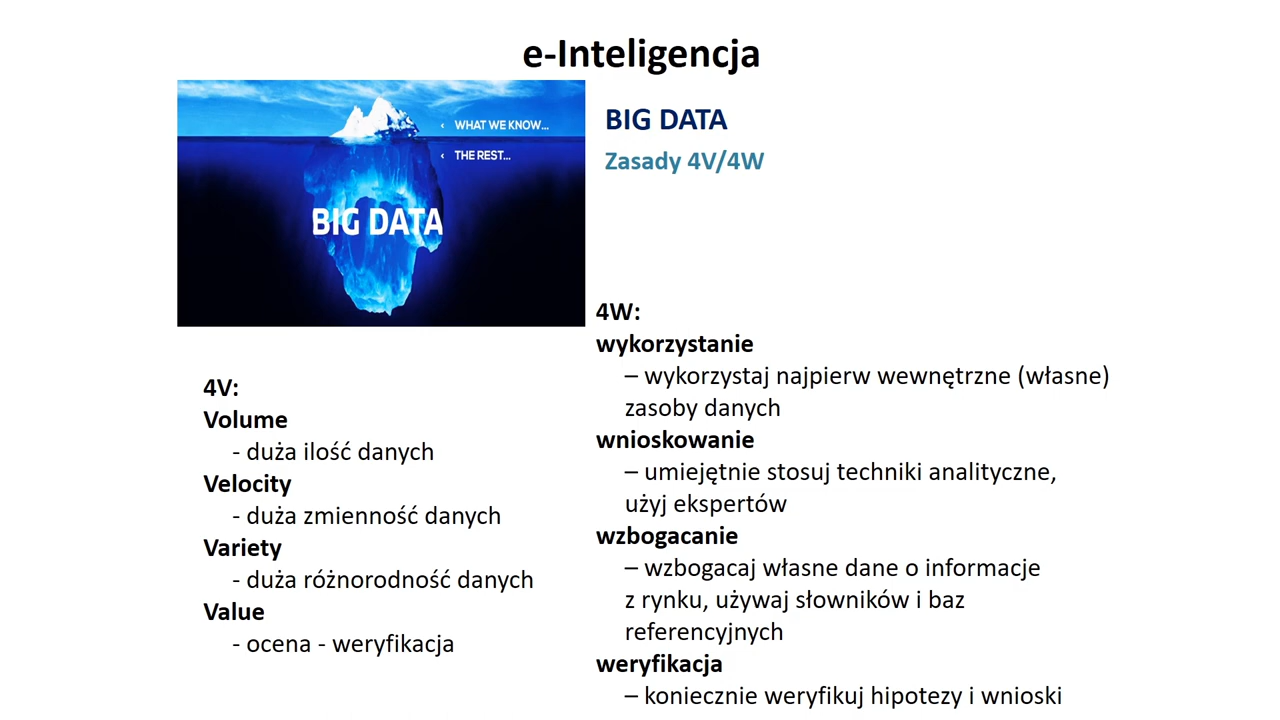 e-Inteligencja
‹ WHAT WE KNOW...
‹ THE REST...
BIG DATA
BIG DATA
Zasady 4V/4W
4V:
Volume
- duża ilość danych
Velocity
- duża zmienność danych
Variety
- duża różnorodność danych
Value
- ocena - weryfikacja
4W:
wykorzystanie
– wykorzystaj najpierw wewnętrzne (własne)
zasoby danych
wnioskowanie
– umiejętnie stosuj techniki analityczne,
użyj ekspertów
wzbogacanie
– wzbogacaj własne dane o informacje
z rynku, używaj słowników i baz
referencyjnych
weryfikacja
– koniecznie weryfikuj hipotezy i wnioski